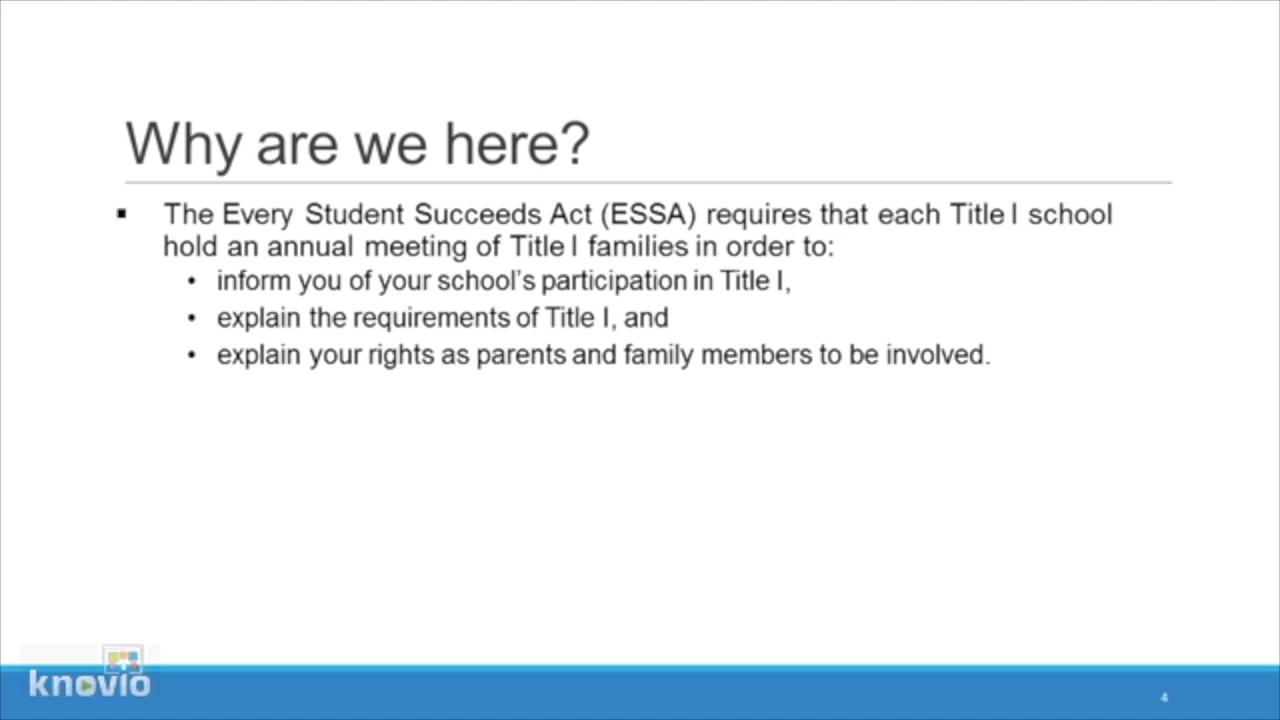 Why are we here?
▪ The Every Student Succeeds Act (ESSA) requires that each Title I school
hold an annual meeting of Title I families in order to:
• inform you of your school's participation in Title I,
• explain the requirements of Title I, and
• explain your rights as parents and family members to be involved.
knovio
4